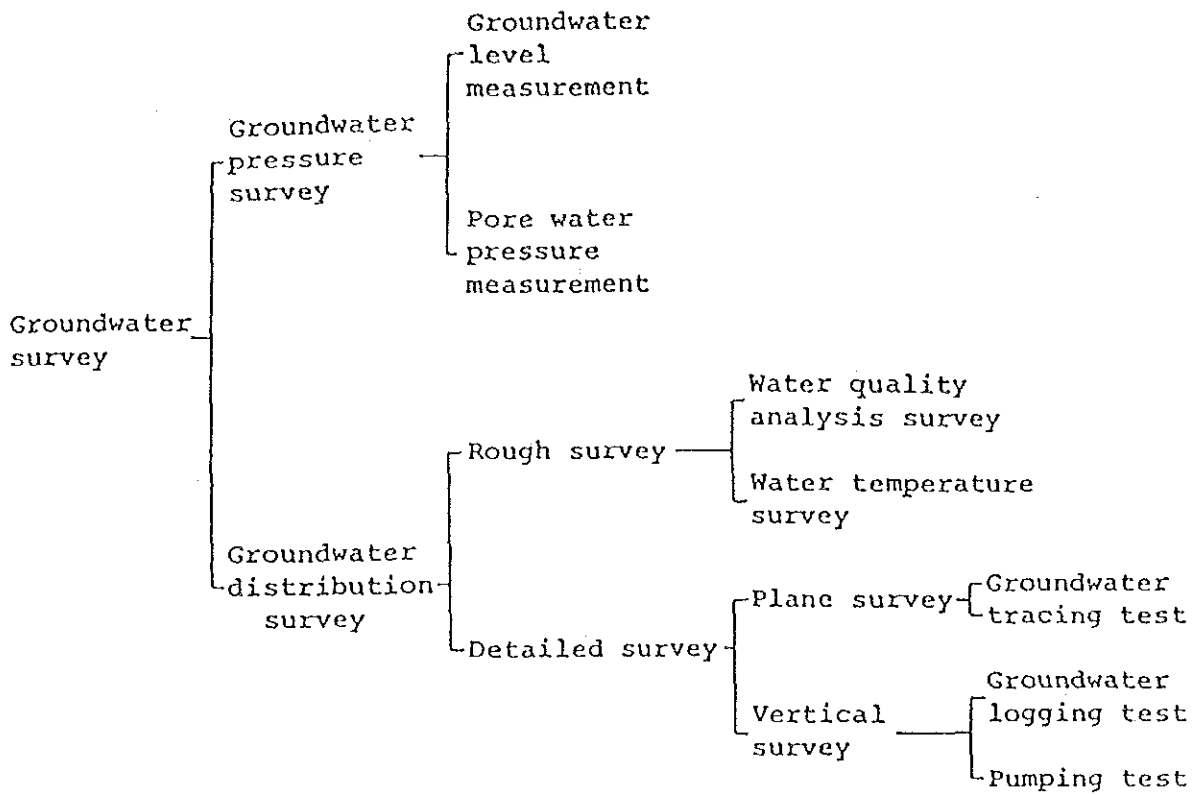 Groundwater
level
measurement
Groundwater
pressure
survey
Pore water
pressure
measurement
Groundwater
survey
Water quality
analysis survey
Rough survey
Water temperature
survey
Groundwater
distribution
survey
Plane survey
Groundwater
tracing test
Detailed survey
Groundwater
logging test
Vertical
survey
Pumping test